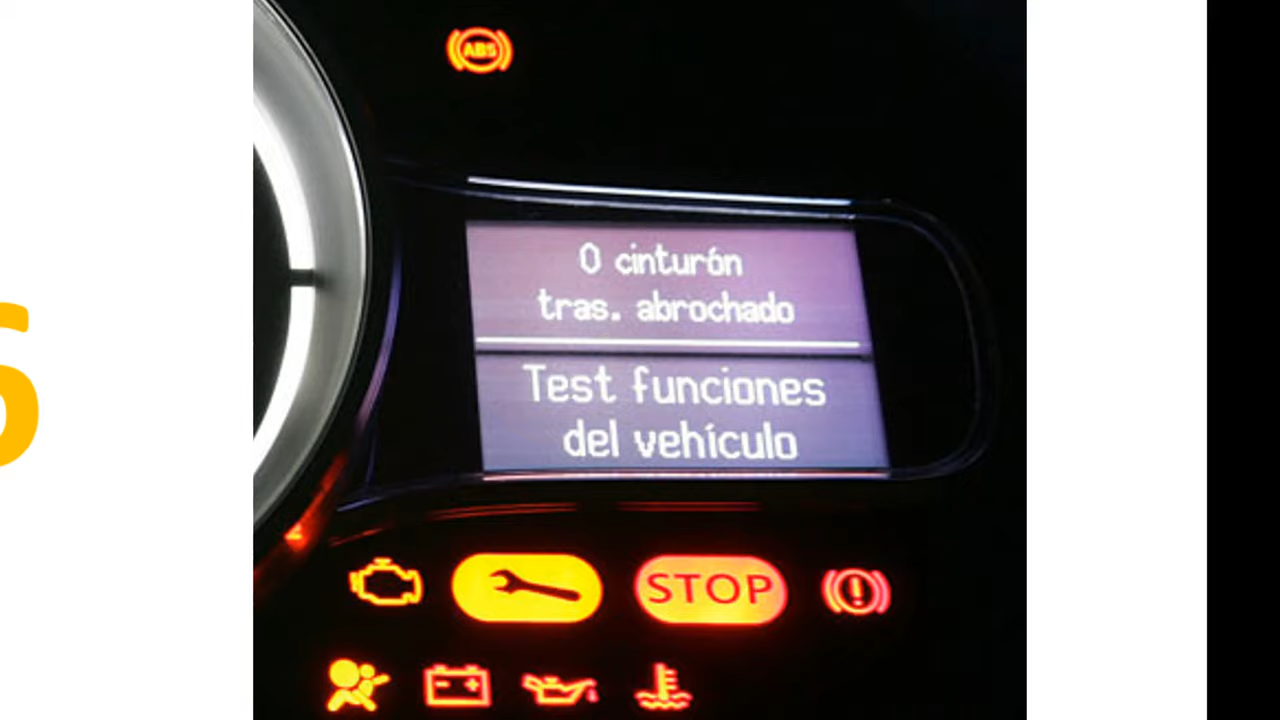 ABS
0 cinturón
tras. abrochado
Test funciones
del vehículo
STOP